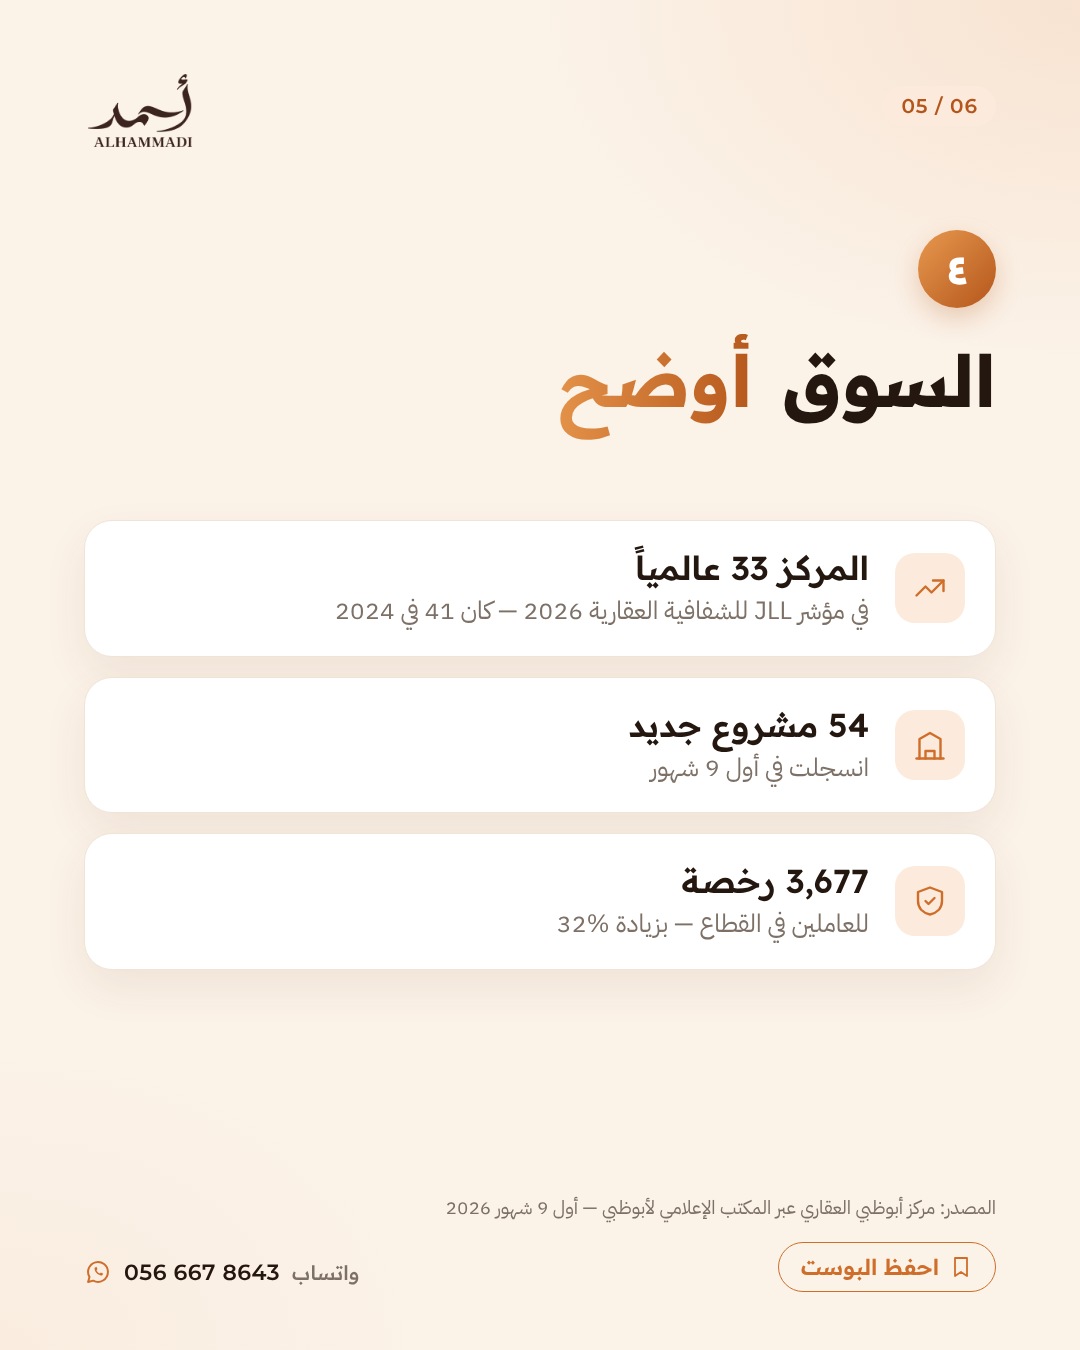 أحمد
ALHAMMADI
05 / 06
٤
السوق أوضح
المركز 33 عالمياً
في مؤشر JLL للشفافية العقارية 2026 — كان 41 في 2024
54 مشروع جديد
انسجلت في أول 9 شهور
3,677 رخصة
للعاملين في القطاع — بزيادة 32%
المصدر: مركز أبوظبي العقاري عبر المكتب الإعلامي لأبوظبي — أول 9 شهور 2026
احفظ البوست
واتساب 056 667 8643